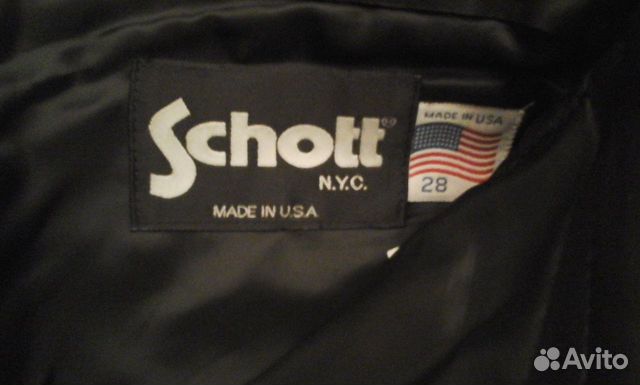 Schott®
N.Y.C.
MADE IN U.S.A
MADE IN USA
28
Avito